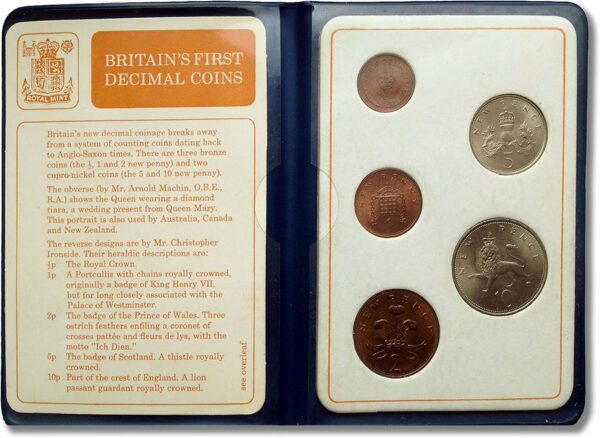 ROYAL MINT
BRITAIN'S FIRST
DECIMAL COINS
Britain's new decimal coinage breaks away
from a system of counting coins dating back
to Anglo-Saxon times. There are three bronze
coins (the ½, 1 and 2 new penny) and two
cupro-nickel coins (the 5 and 10 new penny).
The obverse (by Mr. Arnold Machin, O.B.E.,
R.A.) shows the Queen wearing a diamond
tiara, a wedding present from Queen Mary.
This portrait is also used by Australia, Canada
and New Zealand.
The reverse designs are by Mr. Christopher
Ironside. Their heraldic descriptions are:
½p The Royal Crown.
1p A Portcullis with chains royally crowned,
originally a badge of King Henry VII,
but for long closely associated with the
Palace of Westminster.
2p The badge of the Prince of Wales. Three
ostrich feathers enfiling a coronet of
crosses pattée and fleurs de lys, with the
motto "Ich Dien."
5p The badge of Scotland. A thistle royally
crowned.
10p Part of the crest of England. A lion
passant guardant royally crowned.
see overleaf
NEW PENCE
5
NEW PENNY
1
NEW PENCE
10
NEW PENCE
2